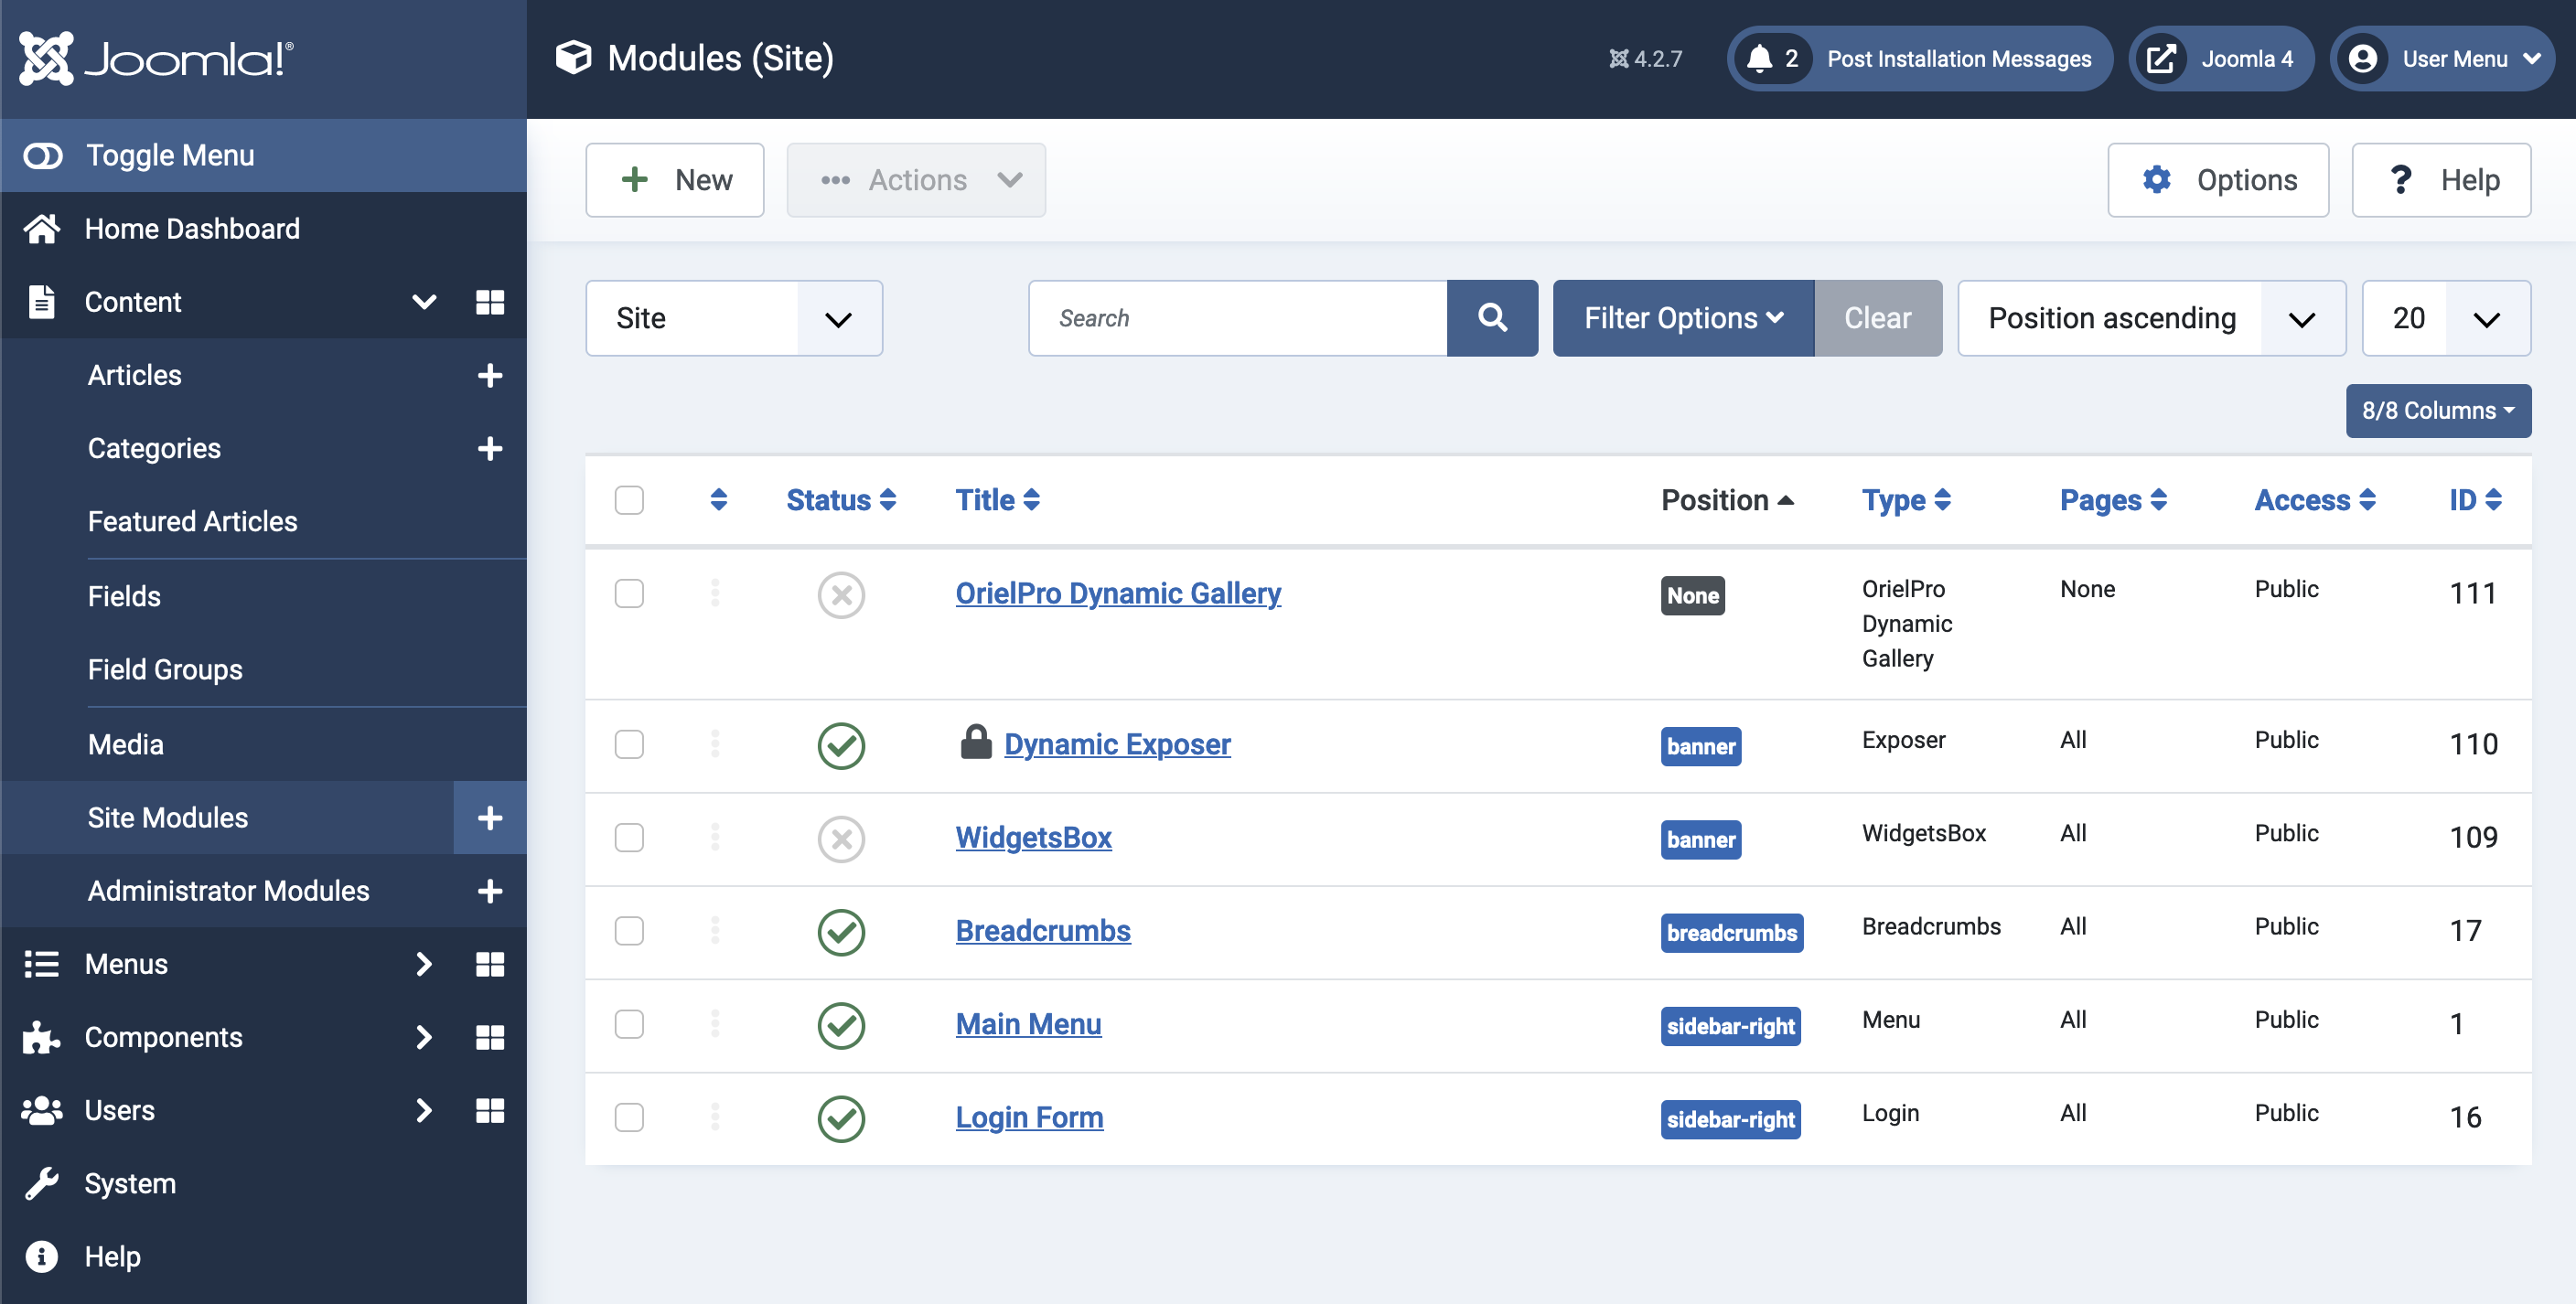 Joomla!®
Modules (Site)
4.2.7
2 Post Installation Messages
Joomla 4
User Menu
Toggle Menu
Home Dashboard
Content
Articles
Categories
Featured Articles
Fields
Field Groups
Media
Site Modules
Administrator Modules
Menus
Components
Users
System
Help
New
Actions
Options
Help
Site
Search
Filter Options
Clear
Position ascending
20
8/8 Columns
Status Title Position Type Pages Access ID
OrielPro Dynamic Gallery None OrielPro None Public 111
Dynamic
Gallery
Dynamic Exposer banner Exposer All Public 110
WidgetsBox banner WidgetsBox All Public 109
Breadcrumbs breadcrumbs Breadcrumbs All Public 17
Main Menu sidebar-right Menu All Public 1
Login Form sidebar-right Login All Public 16